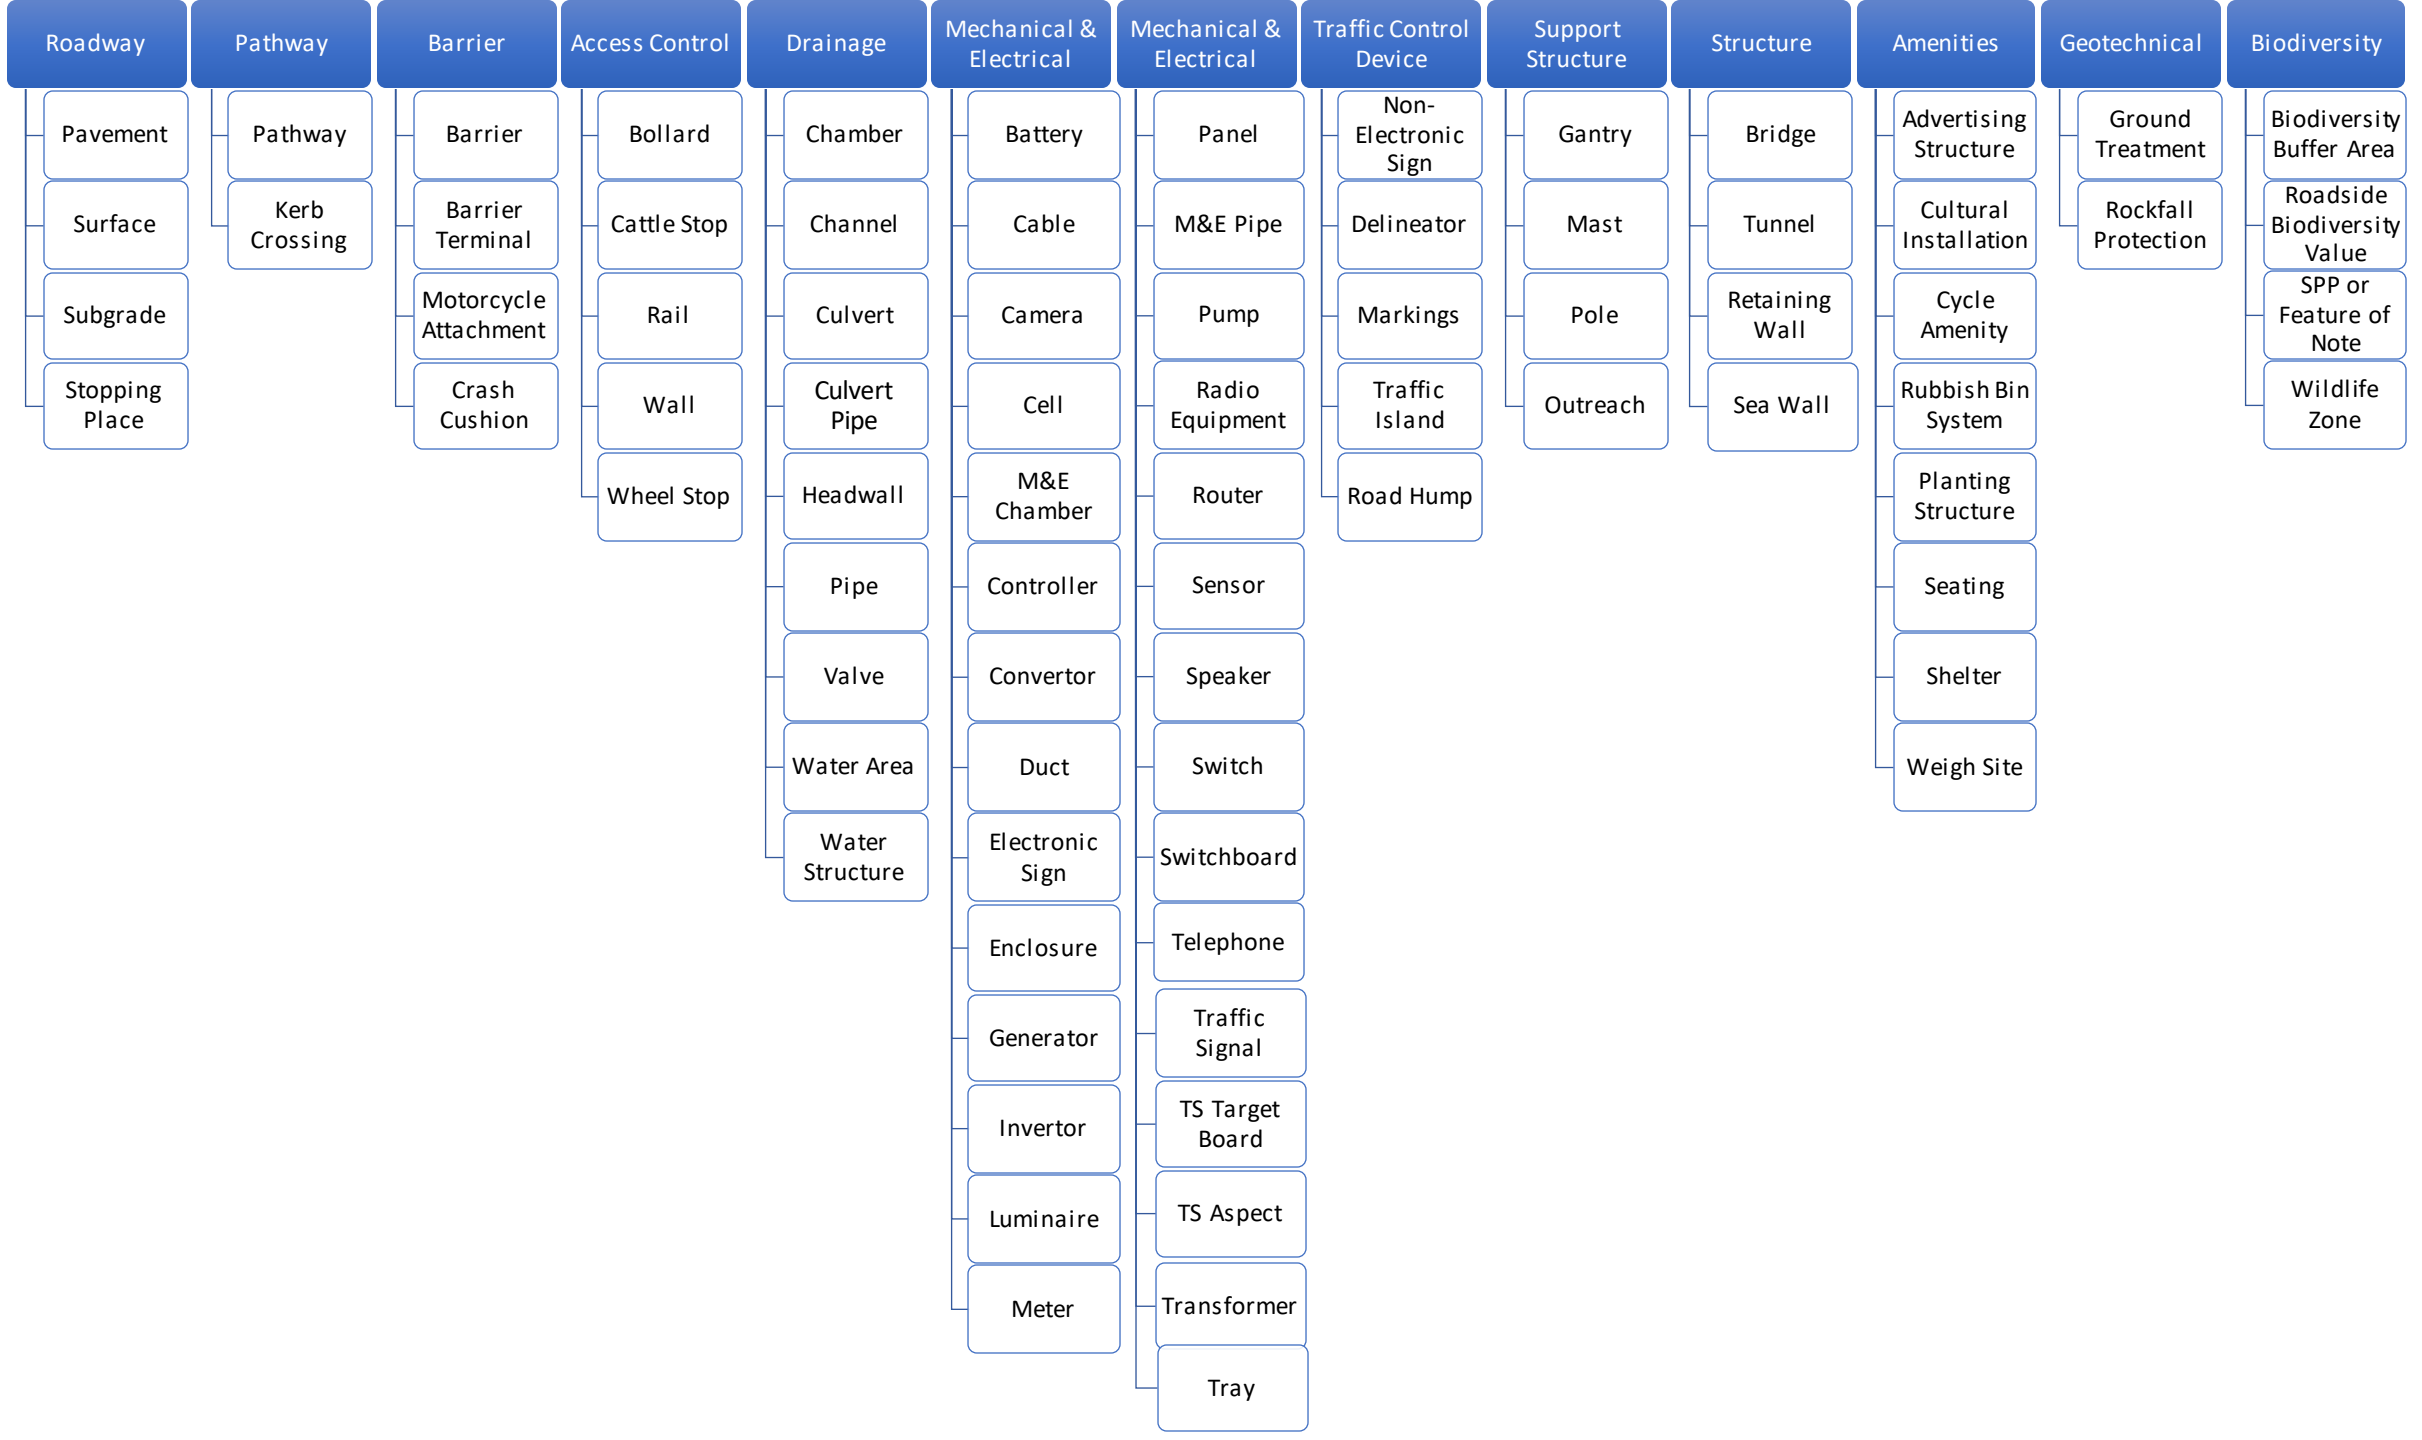 Roadway
Pavement
Surface
Subgrade
Stopping
Place
Pathway
Pathway
Kerb
Crossing
Barrier
Barrier
Barrier
Terminal
Motorcycle
Attachment
Crash
Cushion
Access Control
Bollard
Cattle Stop
Rail
Wall
Wheel Stop
Drainage
Chamber
Channel
Culvert
Culvert
Pipe
Headwall
Pipe
Valve
Water Area
Water
Structure
Mechanical &
Electrical
Battery
Cable
Camera
Cell
M&E
Chamber
Controller
Convertor
Duct
Electronic
Sign
Enclosure
Generator
Invertor
Luminaire
Meter
Mechanical &
Electrical
Panel
M&E Pipe
Pump
Radio
Equipment
Router
Sensor
Speaker
Switch
Switchboard
Telephone
Traffic
Signal
TS Target
Board
TS Aspect
Transformer
Tray
Traffic Control
Device
Non-
Electronic
Sign
Delineator
Markings
Traffic
Island
Road Hump
Support
Structure
Gantry
Mast
Pole
Outreach
Structure
Bridge
Tunnel
Retaining
Wall
Sea Wall
Amenities
Advertising
Structure
Cultural
Installation
Cycle
Amenity
Rubbish Bin
System
Planting
Structure
Seating
Shelter
Weigh Site
Geotechnical
Ground
Treatment
Rockfall
Protection
Biodiversity
Biodiversity
Buffer Area
Roadside
Biodiversity
Value
SPP or
Feature of
Note
Wildlife
Zone